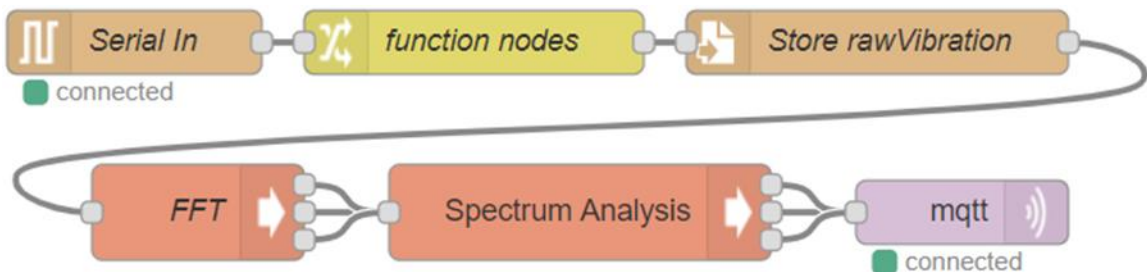 Serial In
function nodes
Store rawVibration
connected
FFT
Spectrum Analysis
mqtt
connected